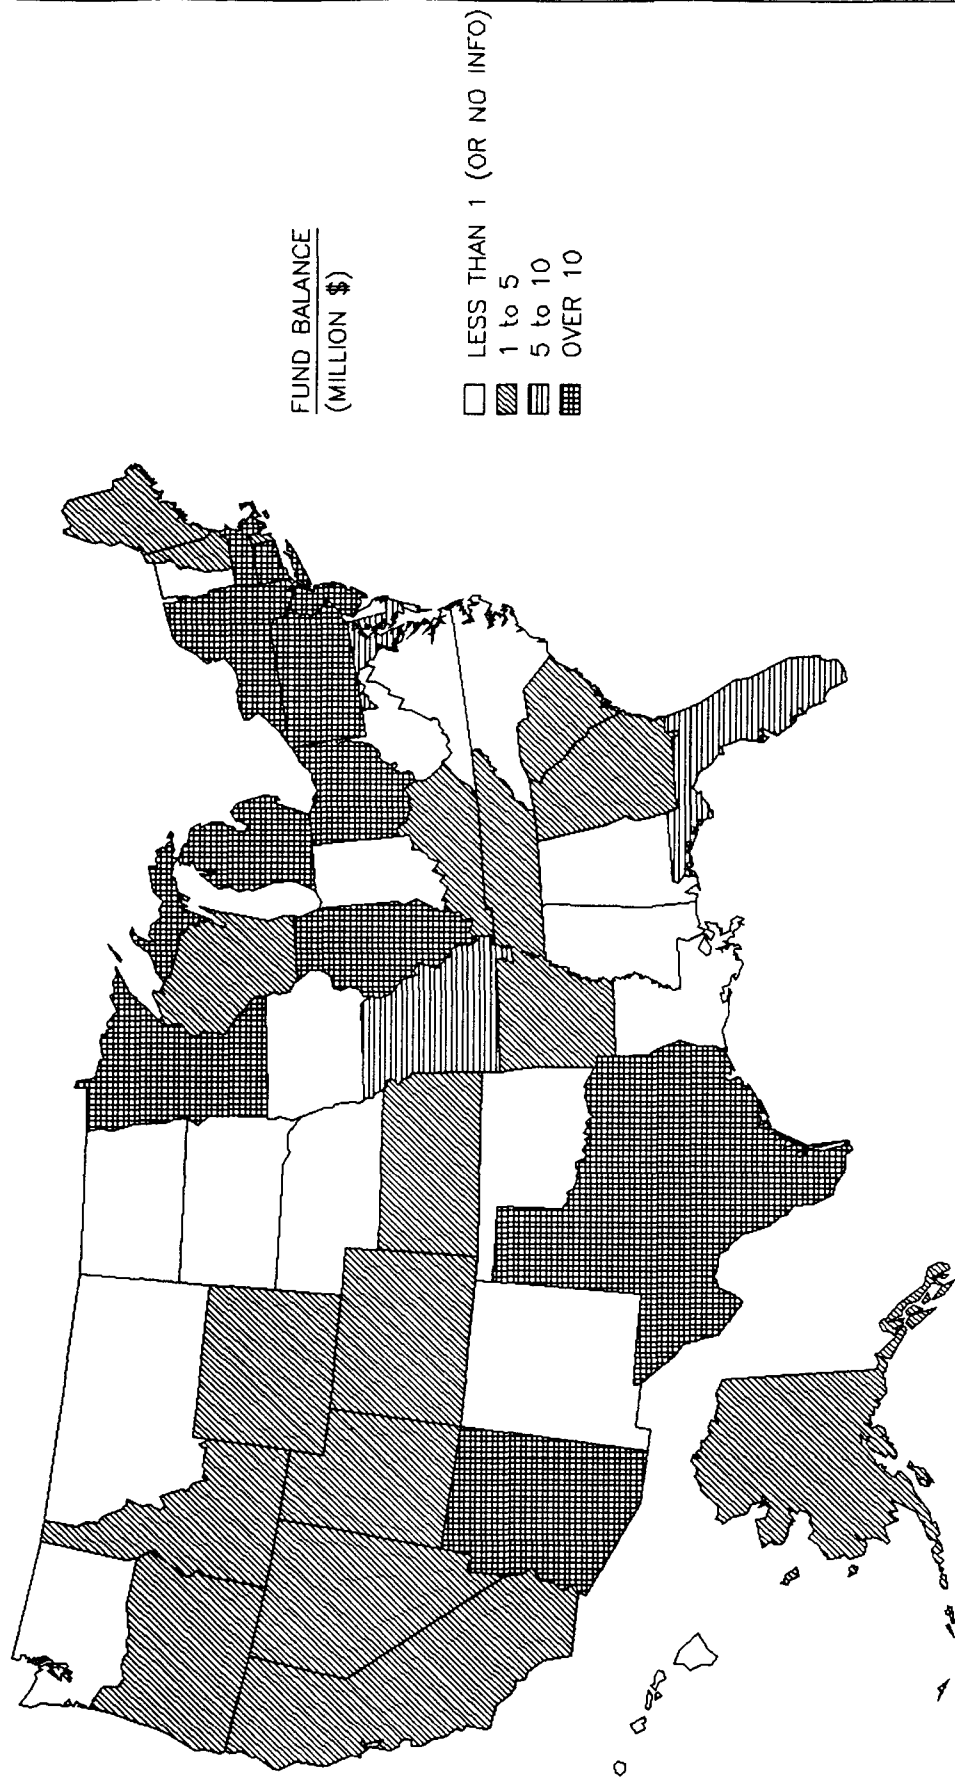 FUND BALANCE
(MILLION $)
LESS THAN 1 (OR NO INFO)
1 to 5
5 to 10
OVER 10